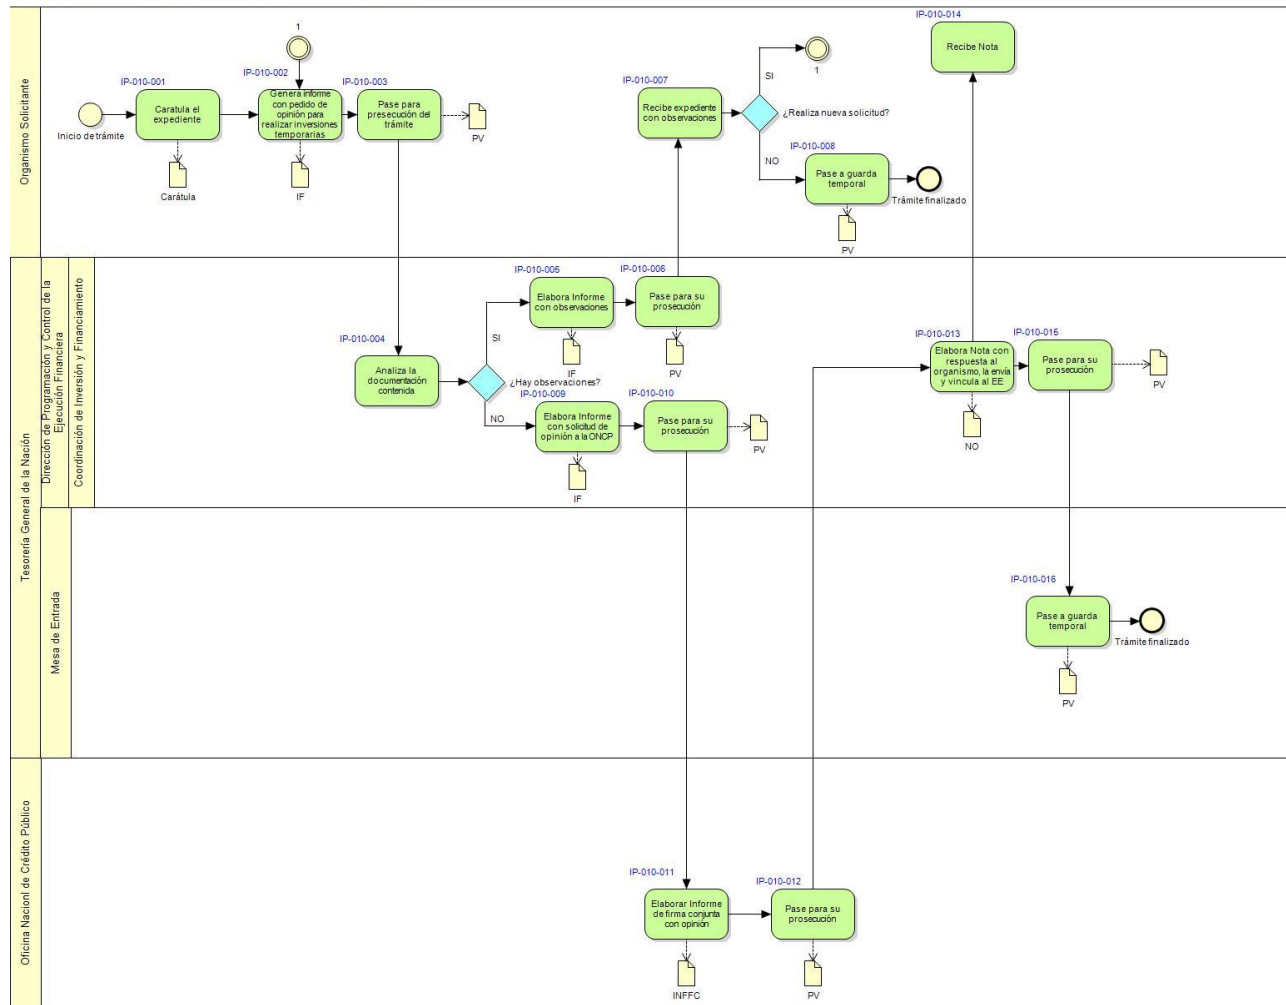 Organismo Solicitante
1
IP-010-001
IP-010-002
IP-010-003
Inicio de trámite
Caratula el
expediente
Genera informe
con pedido de
opinión para
realizar inversiones
temporarias
Pase para
presecución del
trámite
Carátula
IF
PV
IP-010-007
Recibe expediente
con observaciones
SI
1
¿Realiza nueva solicitud?
NO
IP-010-008
Pase a guarda
temporal
Trámite finalizado
PV
IP-010-014
Recibe Nota
Tesorería General de la Nación
Dirección de Programación y Control de la
Ejecución Financiera
Coordinación de Inversión y Financiamiento
IP-010-004
Analiza la
documentación
contenida
SI
¿Hay observaciones?
NO
IP-010-005
Elabora Informe
con observaciones
IF
IP-010-006
Pase para su
prosecución
PV
IP-010-009
Elabora Informe
con solicitud de
opinión a la ONCP
IF
IP-010-010
Pase para su
prosecución
PV
IP-010-013
Elabora Nota con
respuesta al
organismo, la envía
y vincula al EE
NO
IP-010-015
Pase para su
prosecución
PV
Mesa de Entrada
IP-010-016
Pase a guarda
temporal
Trámite finalizado
PV
Oficina Nacionl de Crédito Público
IP-010-011
Elaborar Informe
de firma conjunta
con opinión
INFFC
IP-010-012
Pase para su
prosecución
PV